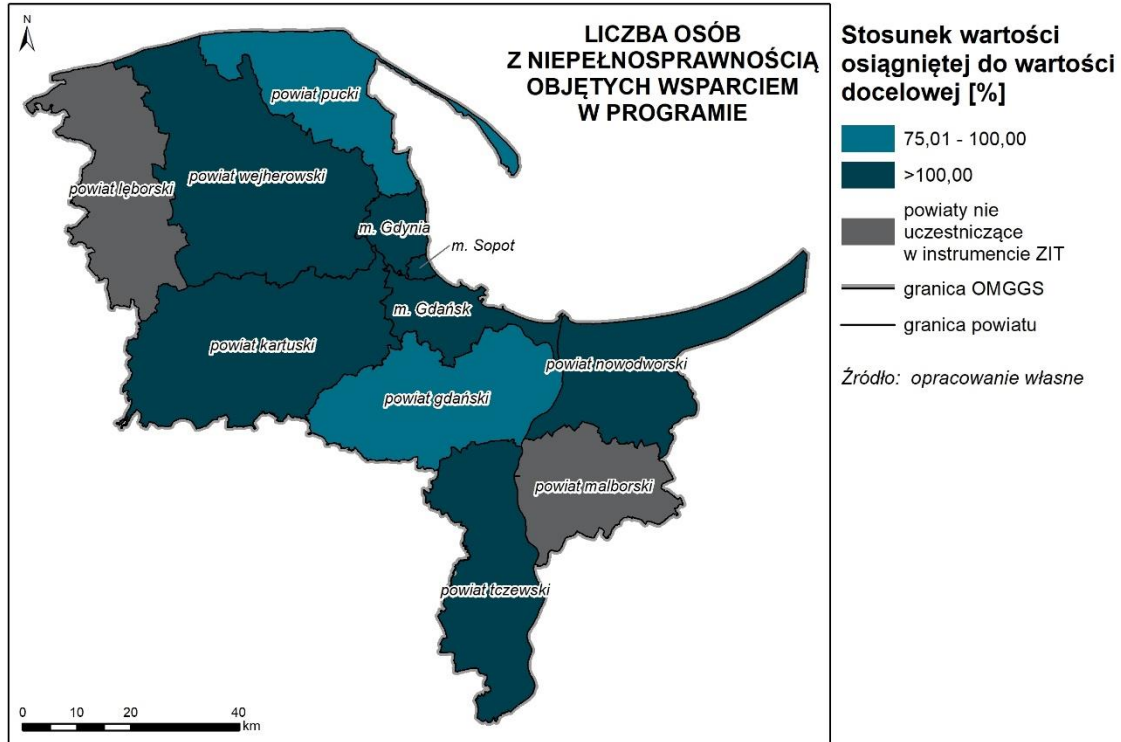 N
LICZBA OSÓB
Z NIEPEŁNOSPRAWNOŚCIĄ
OBJĘTYCH WSPARCIEM
W PROGRAMIE
powiat pucki
powiat lęborski
powiat wejherowski
m. Gdynia
m. Sopot
m. Gdańsk
powiat kartuski
powiat nowodworski
powiat gdański
powiat malborski
powiat tczewski
0 10 20 40
km
Stosunek wartości
osiągniętej do wartości
docelowej [%]
75,01 - 100,00
>100,00
powiaty nie
uczestniczące
w instrumencie ZIT
granica OMGGS
granica powiatu
Źródło: opracowanie własne